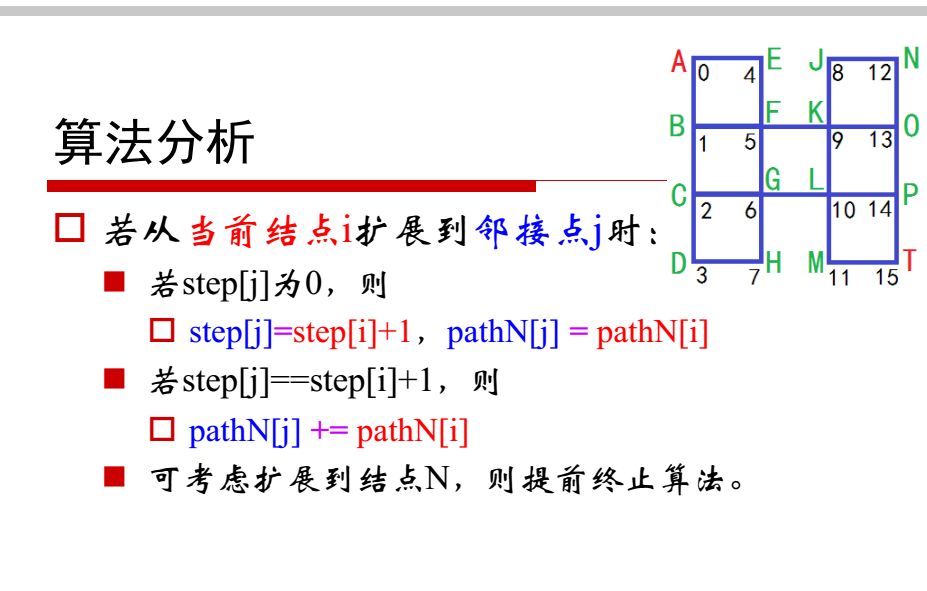 算法分析
若从当前结点i扩展到邻接点j时：
若step[j]为0，则
step[j]=step[i]+1，pathN[j] = pathN[i]
若step[j]==step[i]+1，则
pathN[j] += pathN[i]
可考虑扩展到结点N，则提前终止算法。
A E J N
0 4 8 12
B F K O
1 5 9 13
C G L P
2 6 10 14
D H M T
3 7 11 15